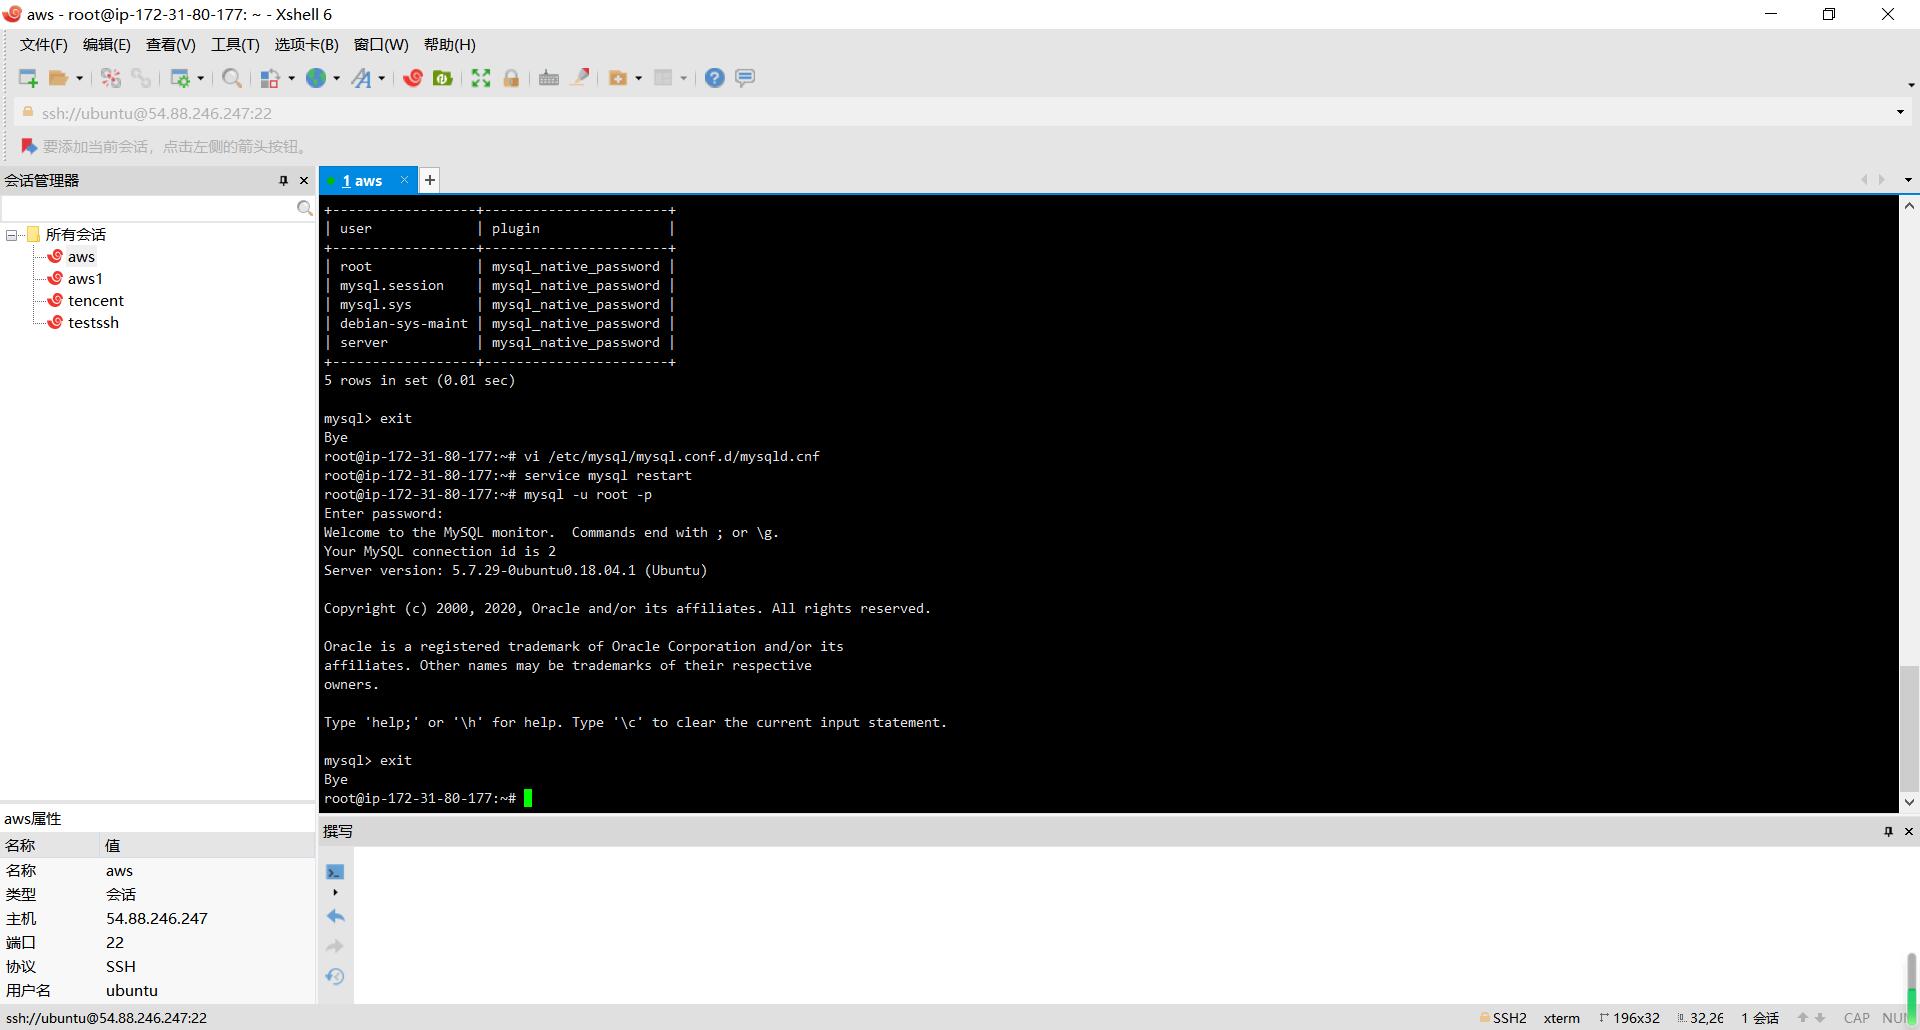 aws - root@ip-172-31-80-177: ~ - Xshell 6
文件(F) 编辑(E) 查看(V) 工具(T) 选项卡(B) 窗口(W) 帮助(H)
ssh://ubuntu@54.88.246.247:22
要添加当前会话，点击左侧的箭头按钮。
会话管理器
所有会话
aws
aws1
tencent
testssh
aws属性
名称 值
名称 aws
类型 会话
主机 54.88.246.247
端口 22
协议 SSH
用户名 ubuntu
1 aws × +
+------------------+-----------------------+
| user             | plugin                |
+------------------+-----------------------+
| root             | mysql_native_password |
| mysql.session    | mysql_native_password |
| mysql.sys        | mysql_native_password |
| debian-sys-maint | mysql_native_password |
| server           | mysql_native_password |
+------------------+-----------------------+
5 rows in set (0.01 sec)
mysql> exit
Bye
root@ip-172-31-80-177:~# vi /etc/mysql/mysql.conf.d/mysqld.cnf
root@ip-172-31-80-177:~# service mysql restart
root@ip-172-31-80-177:~# mysql -u root -p
Enter password:
Welcome to the MySQL monitor.  Commands end with ; or \g.
Your MySQL connection id is 2
Server version: 5.7.29-0ubuntu0.18.04.1 (Ubuntu)
Copyright (c) 2000, 2020, Oracle and/or its affiliates. All rights reserved.
Oracle is a registered trademark of Oracle Corporation and/or its
affiliates. Other names may be trademarks of their respective
owners.
Type 'help;' or '\h' for help. Type '\c' to clear the current input statement.
mysql> exit
Bye
root@ip-172-31-80-177:~#
撰写
ssh://ubuntu@54.88.246.247:22 SSH2 xterm 196x32 32,26 1 会话 CAP NUM